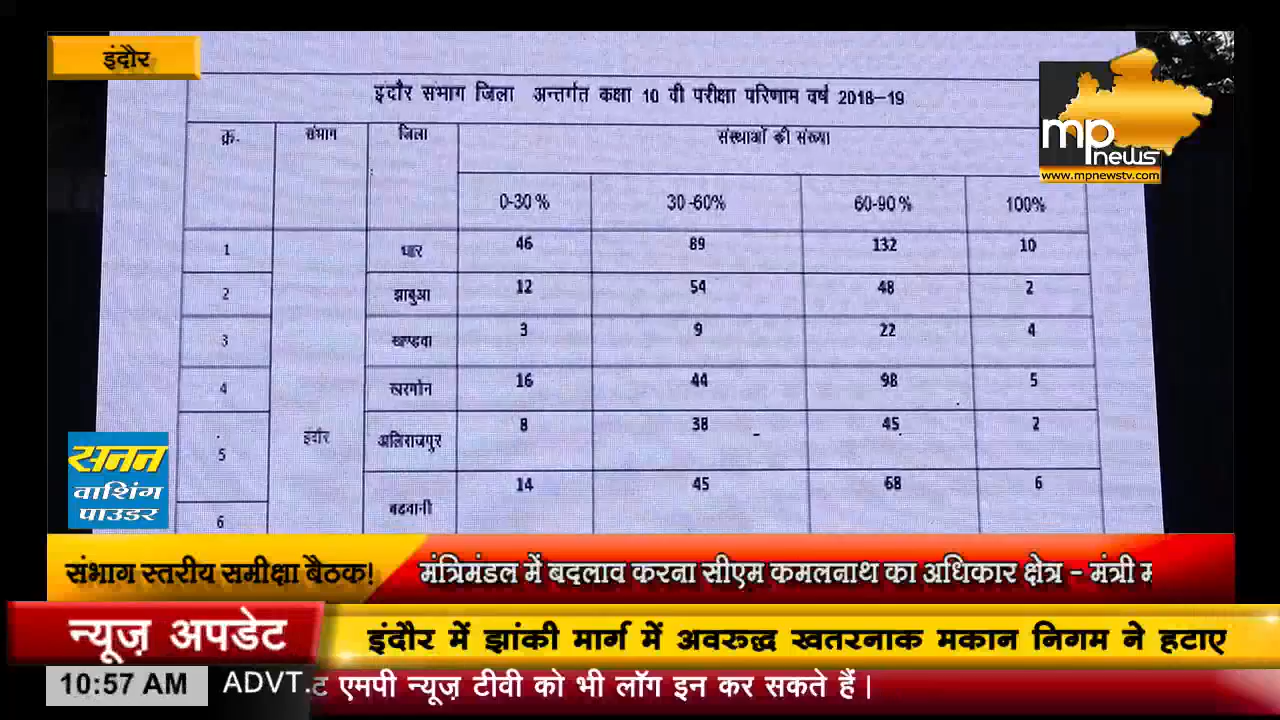 इंदौर
इंदौर संभाग जिला अन्तर्गत कक्षा 10 वी परीक्षा परिणाम वर्ष 2018-19
क्र. संभाग जिला संस्थाओं की संख्या
0-30% 30-60% 60-90% 100%
1 धार 46 89 132 10
2 झाबुआ 12 54 48 2
3 खण्डवा 3 9 22 4
4 खरगोन 16 44 98 5
5 इंदौर अलिराजपुर 8 38 45 2
6 बडवानी 14 45 68 6
mp news
www.mpnewstv.com
सनन
वाशिंग
पाउडर
संभाग स्तरीय समीक्षा बैठक! मंत्रिमंडल में बदलाव करना सीएम कमलनाथ का अधिकार क्षेत्र - मंत्री
न्यूज़ अपडेट इंदौर में झांकी मार्ग में अवरुद्ध खतरनाक मकान निगम ने हटाए
10:57 AM ADVT. एमपी न्यूज़ टीवी को भी लॉग इन कर सकते हैं।